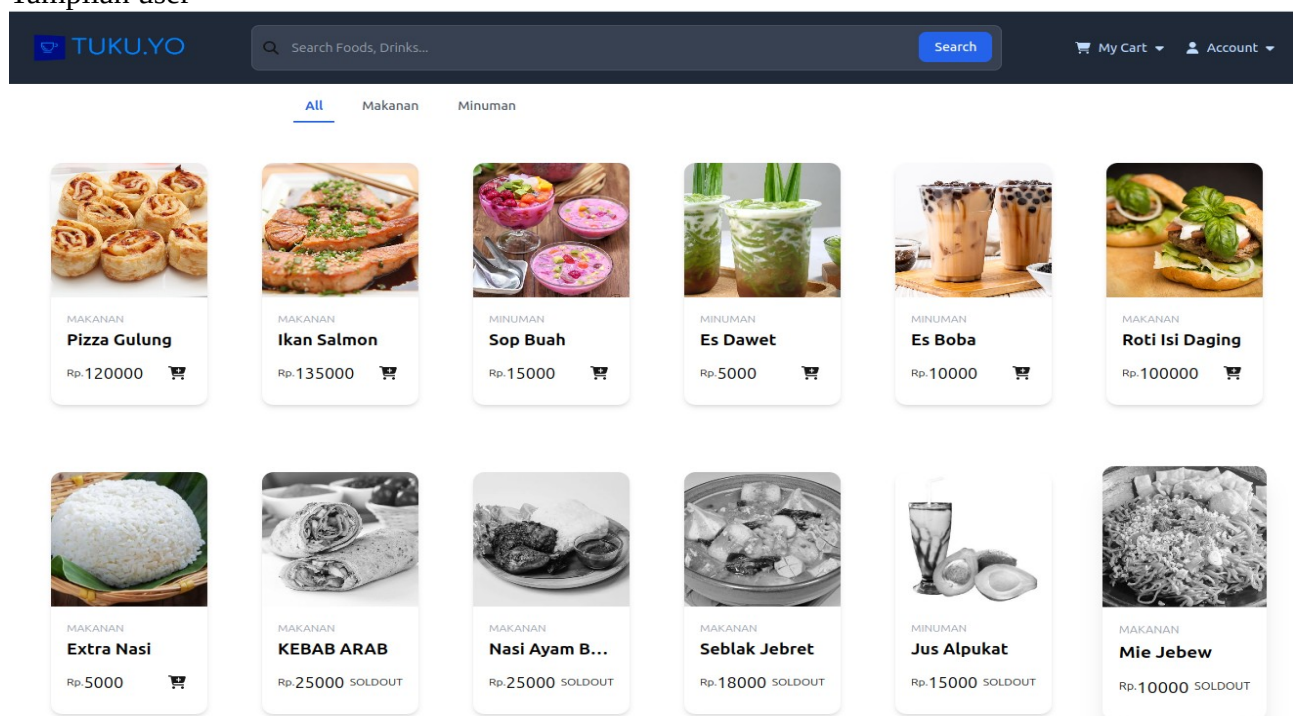 Tampilan user
TUKU.YO
Search Foods, Drinks...
Search
My Cart
Account
All
Makanan
Minuman
MAKANAN
Pizza Gulung
Rp.120000
MAKANAN
Ikan Salmon
Rp.135000
MINUMAN
Sop Buah
Rp.15000
MINUMAN
Es Dawet
Rp.5000
MINUMAN
Es Boba
Rp.10000
MAKANAN
Roti Isi Daging
Rp.100000
MAKANAN
Extra Nasi
Rp.5000
MAKANAN
KEBAB ARAB
Rp.25000 SOLDOUT
MAKANAN
Nasi Ayam B...
Rp.25000 SOLDOUT
MAKANAN
Seblak Jebret
Rp.18000 SOLDOUT
MINUMAN
Jus Alpukat
Rp.15000 SOLDOUT
MAKANAN
Mie Jebew
Rp.10000 SOLDOUT